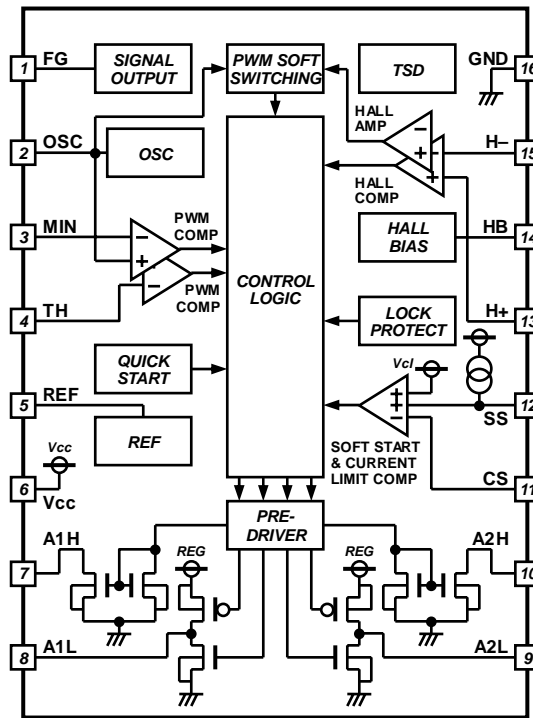 1
FG
SIGNAL
OUTPUT
PWM SOFT
SWITCHING
TSD
GND
16
HALL
AMP
2
OSC
OSC
H–
15
HALL
COMP
3
MIN
PWM
COMP
HALL
BIAS
HB
14
CONTROL
LOGIC
4
TH
PWM
COMP
LOCK
PROTECT
H+
13
QUICK
START
Vcl
5
REF
REF
SS
12
SOFT START
& CURRENT
LIMIT COMP
Vcc
6
Vcc
CS
11
PRE-
DRIVER
A1H
7
REG
REG
A2H
10
8
A1L
A2L
9